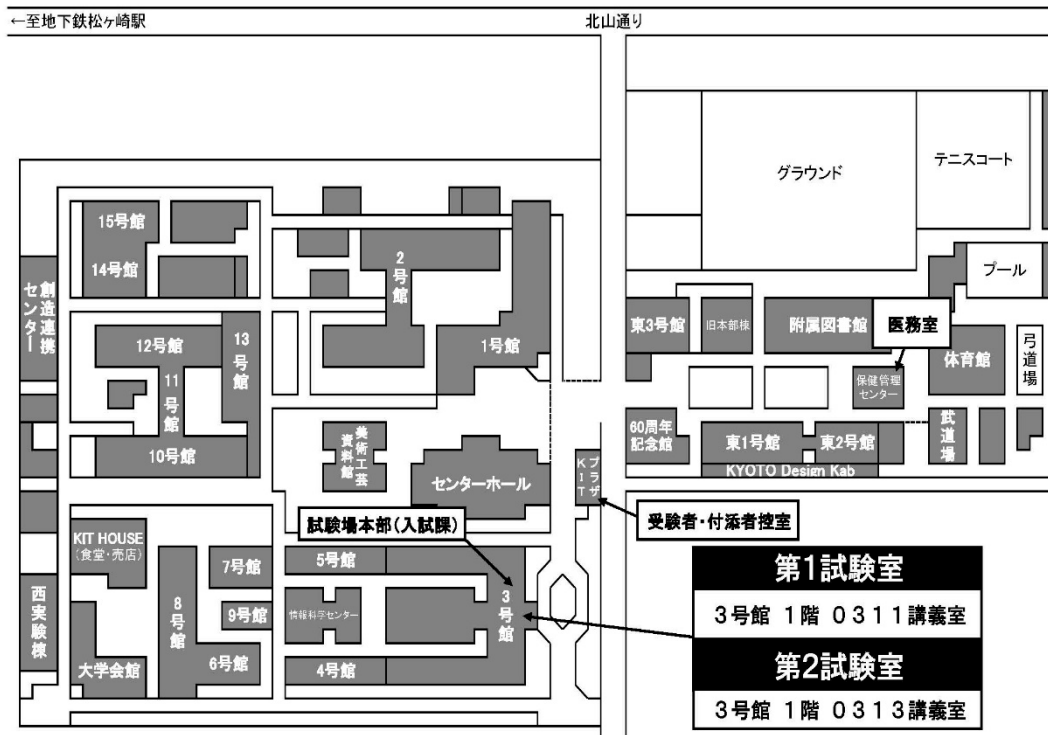 ←至地下鉄松ヶ崎駅
北山通り
グラウンド
テニスコート
プール
15号館
14号館
創造連携
センター
2号館
1号館
東3号館
旧本部棟
附属図書館
医務室
体育館
弓道場
12号館
13号館
11号館
10号館
保健管理
センター
美術工芸
資料館
センターホール
60周年
記念館
東1号館
東2号館
武道場
KYOTO Design Kab
KIT
プラザ
試験場本部（入試課）
受験者・付添者控室
KIT HOUSE
（食堂・売店）
7号館
5号館
8号館
9号館
情報科学センター
3号館
西実験棟
大学会館
6号館
4号館
第1試験室
3号館 1階 0311講義室
第2試験室
3号館 1階 0313講義室